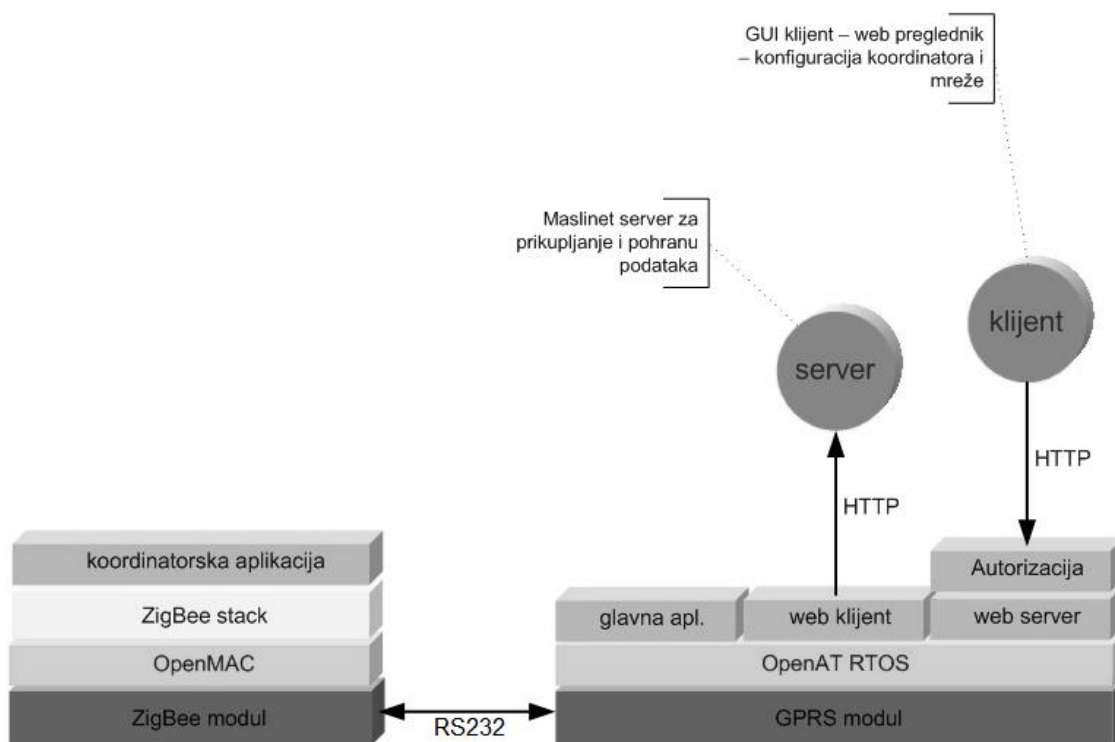 GUI klijent – web preglednik
– konfiguracija koordinatora i
mreže
Maslinet server za
prikupljanje i pohranu
podataka
klijent
server
HTTP
HTTP
koordinatorska aplikacija
ZigBee stack
OpenMAC
ZigBee modul
RS232
Autorizacija
glavna apl.
web klijent
web server
OpenAT RTOS
GPRS modul